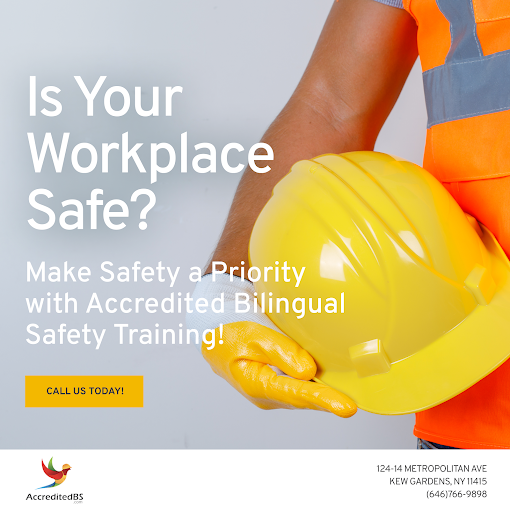 Is Your
Workplace
Safe?
Make Safety a Priority
with Accredited Bilingual
Safety Training!
CALL US TODAY!
AccreditedBS
124-14 METROPOLITAN AVE
KEW GARDENS, NY 11415
(646)766-9898